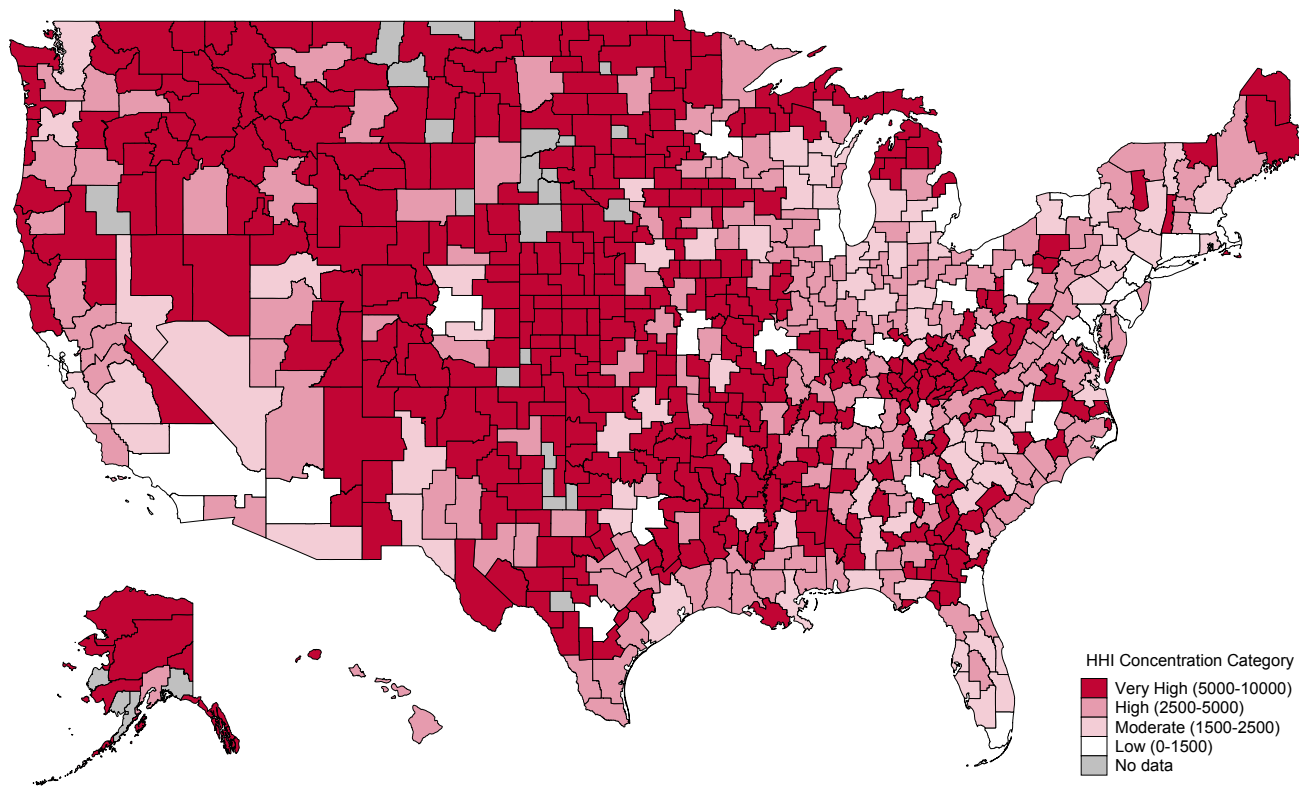 HHI Concentration Category
Very High (5000-10000)
High (2500-5000)
Moderate (1500-2500)
Low (0-1500)
No data